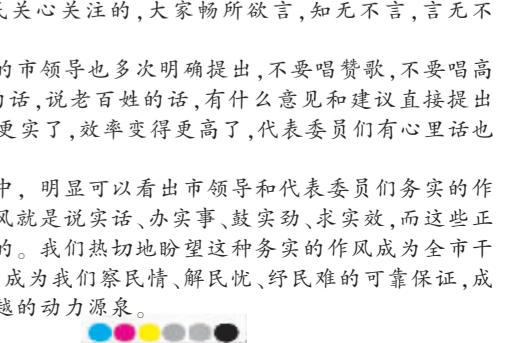 民关心关注的,大家畅所欲言,知无不言,言无不
的市领导也多次明确提出,不要唱赞歌,不要唱高
的话,说老百姓的话,有什么意见和建议直接提出
更实了,效率变得更高了,代表委员们有心里话也
中，明显可以看出市领导和代表委员们务实的作
风就是说实话、办实事、鼓实劲、求实效,而这些正
的。我们热切地盼望这种务实的作风成为全市干
成为我们察民情、解民忧、纾民难的可靠保证,成
越的动力源泉。